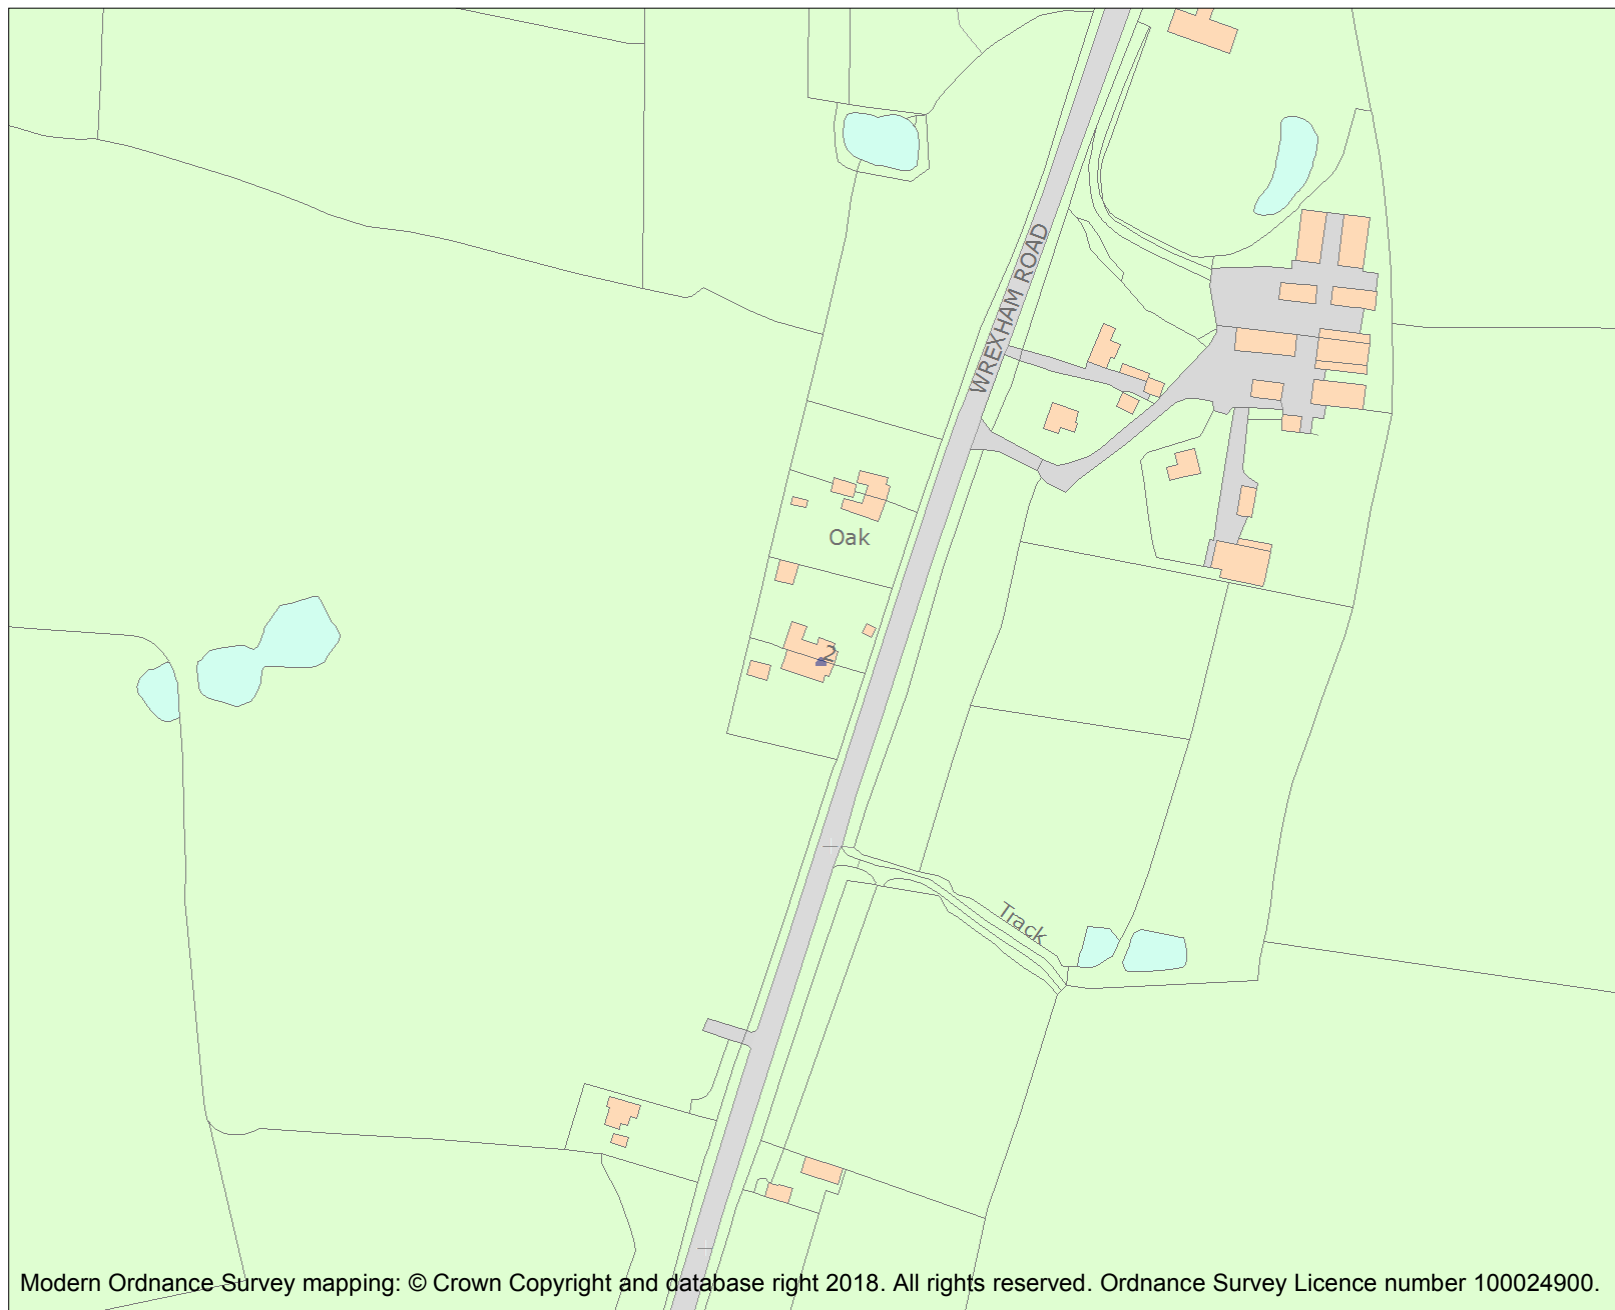 WREXHAM ROAD
Oak
2
Track
Modern Ordnance Survey mapping: © Crown Copyright and database right 2018. All rights reserved. Ordnance Survey Licence number 100024900.